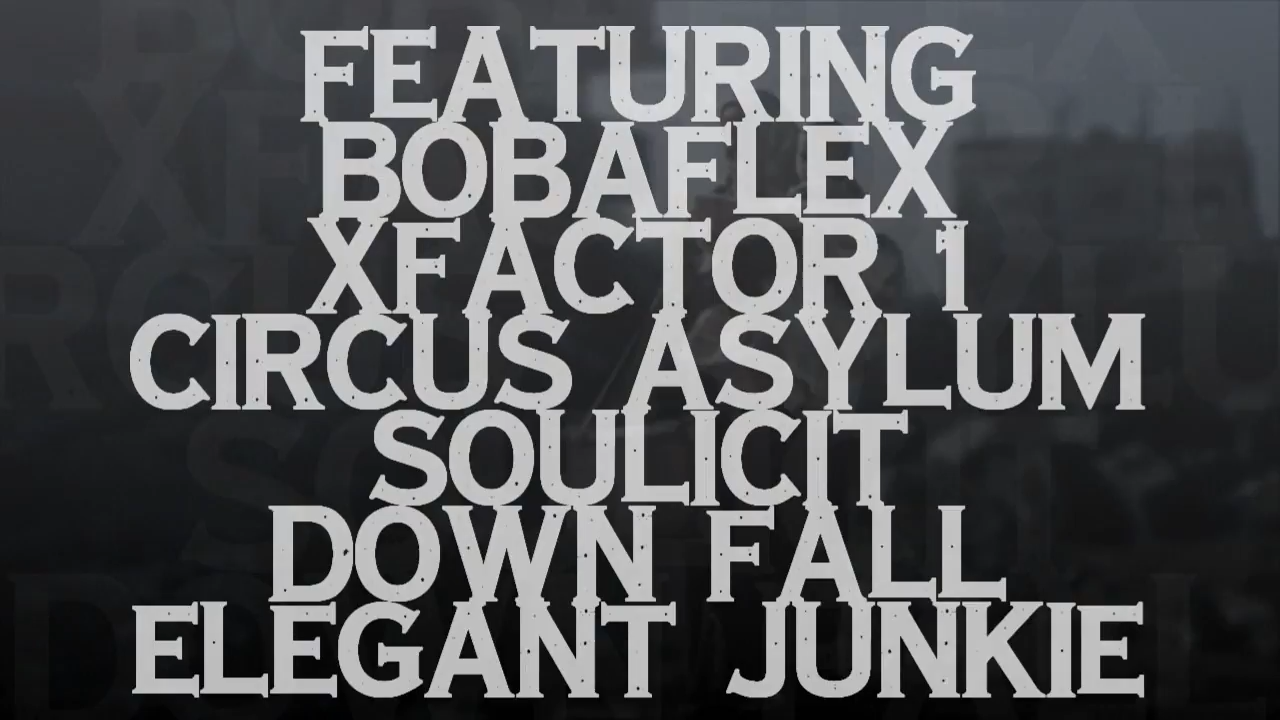 FEATURING
BOBAFLEX
XFACTOR 1
CIRCUS ASYLUM
SOULICIT
DOWN FALL
ELEGANT JUNKIE